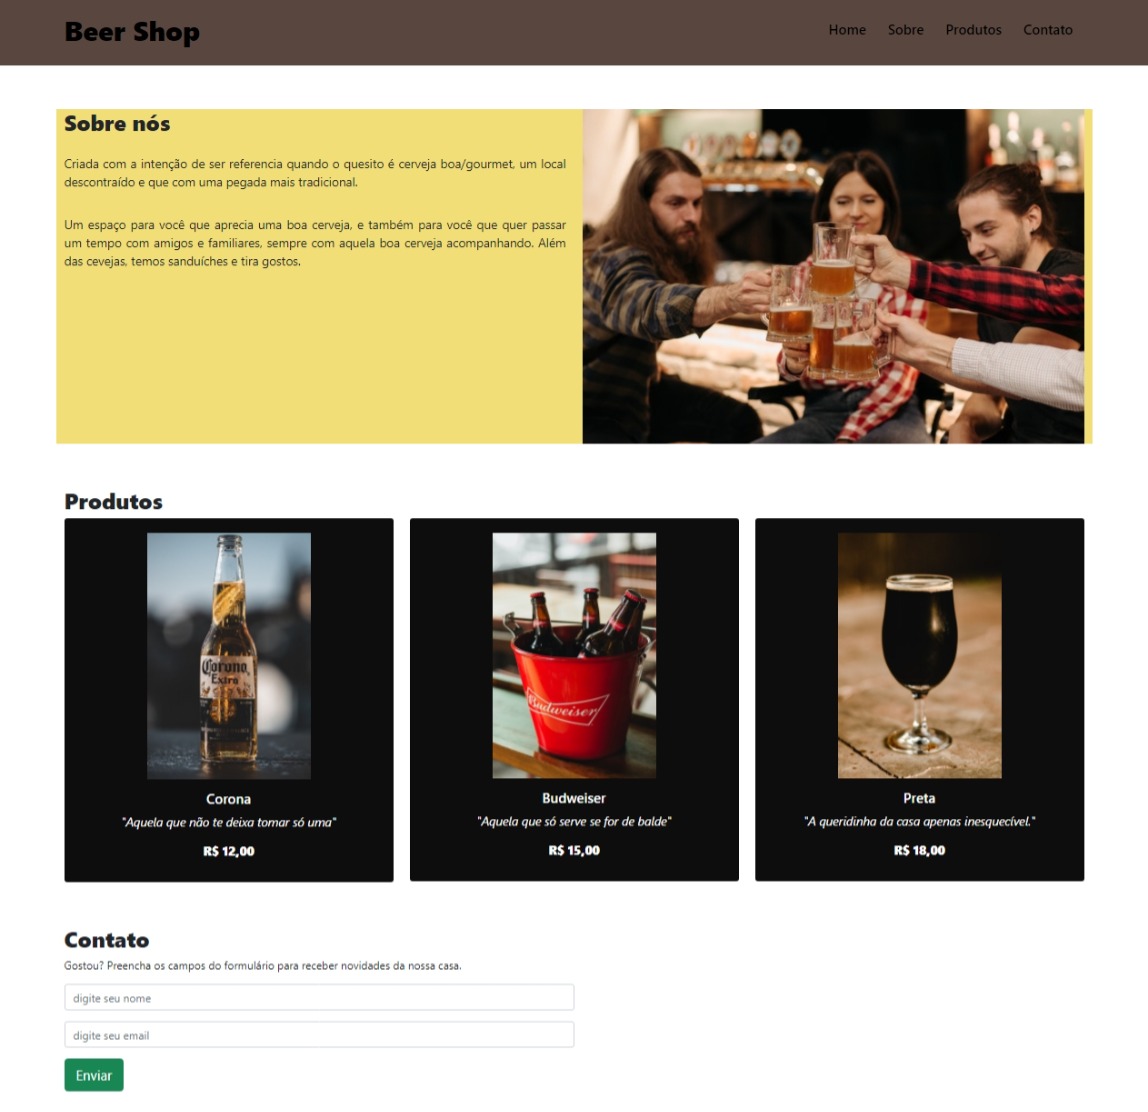 Beer Shop
Home Sobre Produtos Contato
Sobre nós
Criada com a intenção de ser referencia quando o quesito é cerveja boa/gourmet, um local
descontraído e que com uma pegada mais tradicional.
Um espaço para você que aprecia uma boa cerveja, e também para você que quer passar
um tempo com amigos e familiares, sempre com aquela boa cerveja acompanhando. Além
das cevejas, temos sanduíches e tira gostos.
Produtos
Corona
Extra
Budweiser
Corona
"Aquela que não te deixa tomar só uma"
R$ 12,00
Budweiser
"Aquela que só serve se for de balde"
R$ 15,00
Preta
"A queridinha da casa apenas inesquecível."
R$ 18,00
Contato
Gostou? Preencha os campos do formulário para receber novidades da nossa casa.
digite seu nome
digite seu email
Enviar